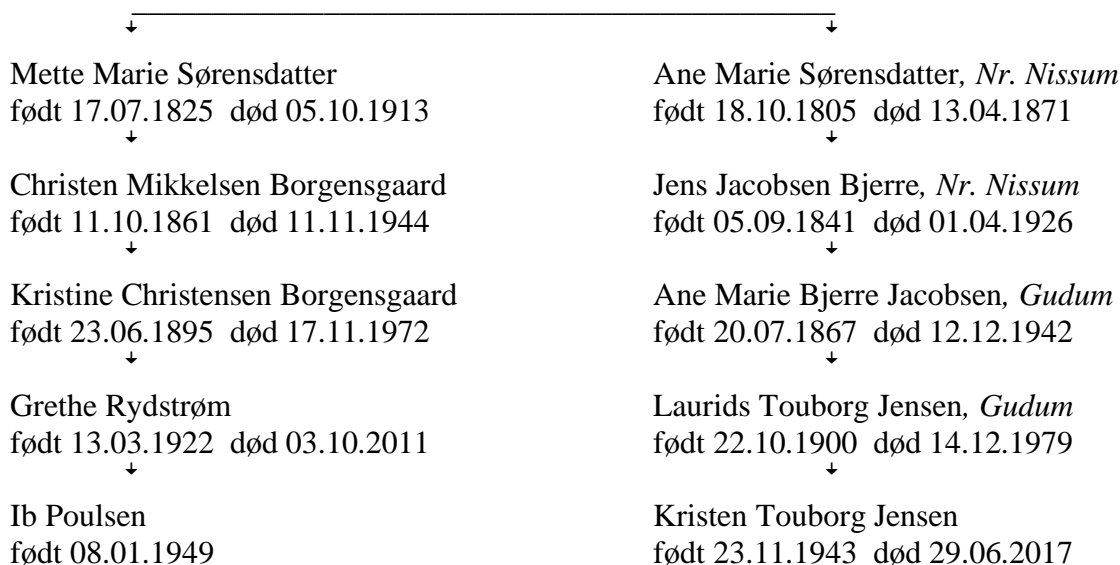 Mette Marie Sørensdatter
født 17.07.1825 død 05.10.1913
Christen Mikkelsen Borgensgaard
født 11.10.1861 død 11.11.1944
Kristine Christensen Borgensgaard
født 23.06.1895 død 17.11.1972
Grethe Rydstrøm
født 13.03.1922 død 03.10.2011
Ib Poulsen
født 08.01.1949
Ane Marie Sørensdatter, Nr. Nissum
født 18.10.1805 død 13.04.1871
Jens Jacobsen Bjerre, Nr. Nissum
født 05.09.1841 død 01.04.1926
Ane Marie Bjerre Jacobsen, Gudum
født 20.07.1867 død 12.12.1942
Laurids Touborg Jensen, Gudum
født 22.10.1900 død 14.12.1979
Kristen Touborg Jensen
født 23.11.1943 død 29.06.2017